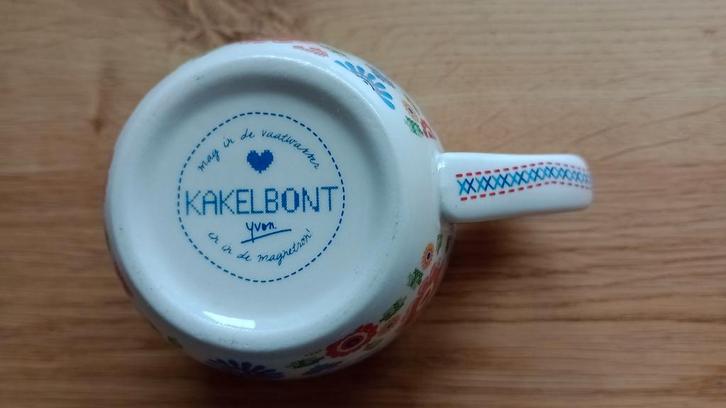 mag in de vaatwasser
KAKELBONT
yvon
en in de magnetron!